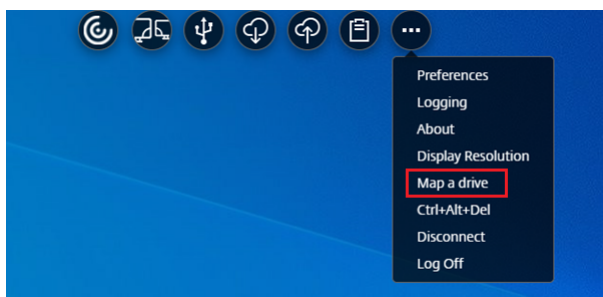 Preferences
Logging
About
Display Resolution
Map a drive
Ctrl+Alt+Del
Disconnect
Log Off